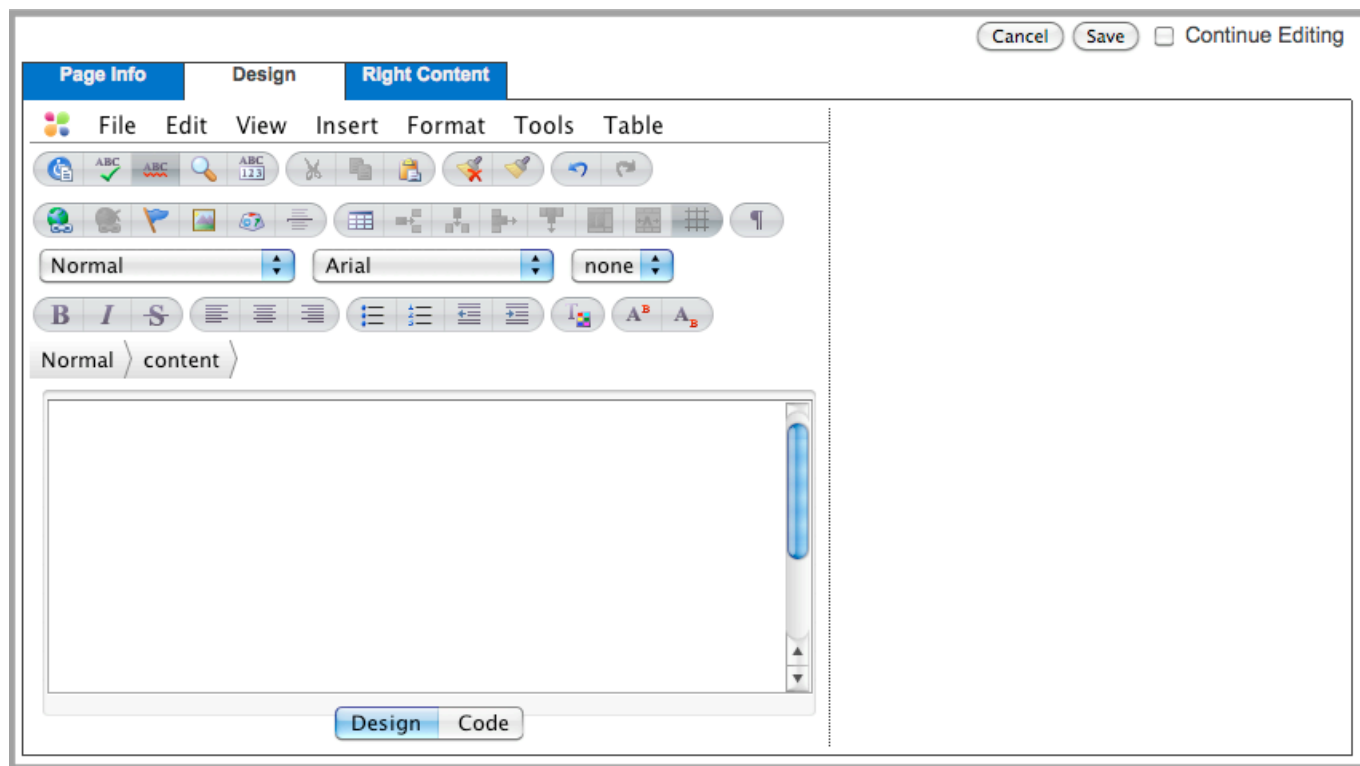 Cancel Save Continue Editing
Page Info Design Right Content
File Edit View Insert Format Tools Table
ABC ABC ABC 123
¶
Normal Arial none
B I S T A B A B
Normal content
Design Code